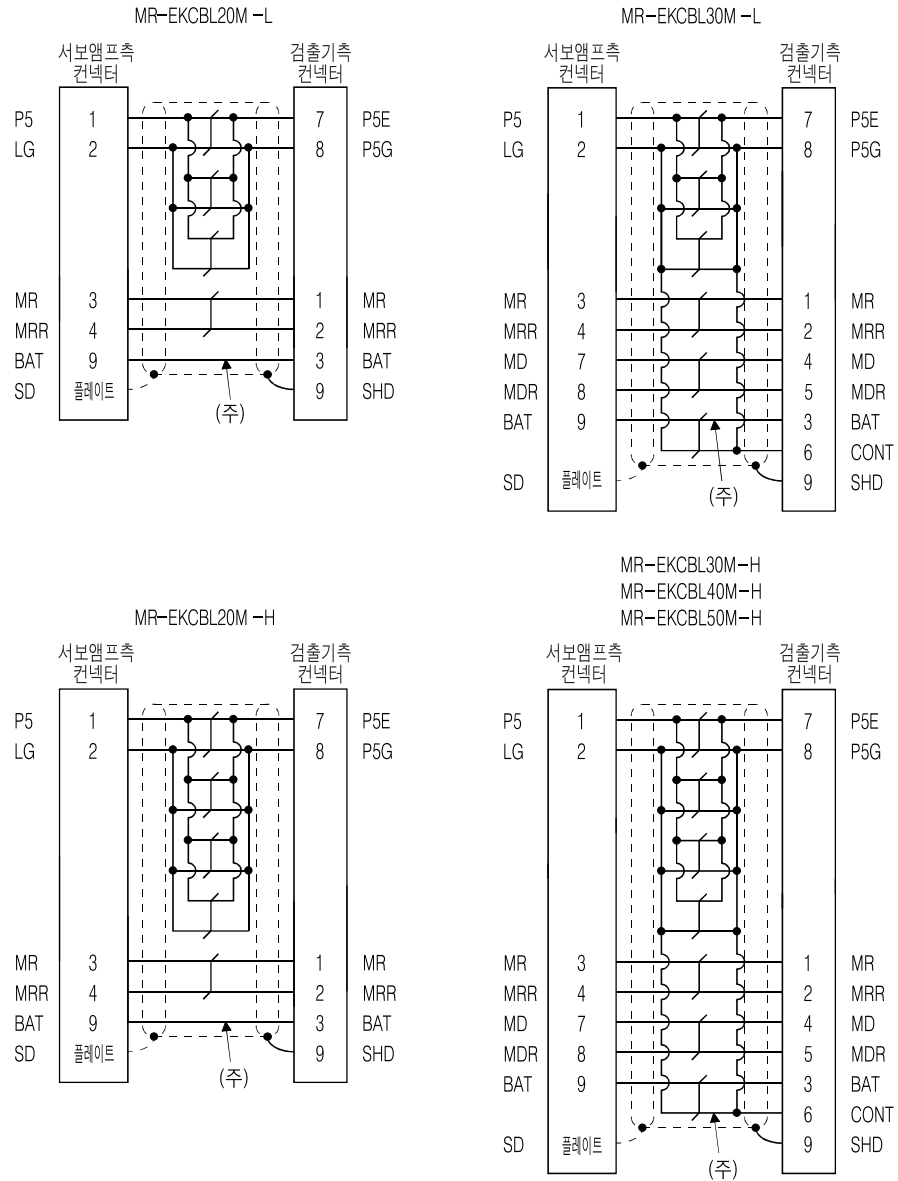 MR-EKCBL20M -L
서보앰프측 컨넥터
검출기측 컨넥터
P5 1 7 P5E
LG 2 8 P5G
MR 3 1 MR
MRR 4 2 MRR
BAT 9 3 BAT
SD 플레이트 9 SHD
(주)
MR-EKCBL30M -L
서보앰프측 컨넥터
검출기측 컨넥터
P5 1 7 P5E
LG 2 8 P5G
MR 3 1 MR
MRR 4 2 MRR
MD 7 4 MD
MDR 8 5 MDR
BAT 9 3 BAT
6 CONT
SD 플레이트 9 SHD
(주)
MR-EKCBL20M -H
서보앰프측 컨넥터
검출기측 컨넥터
P5 1 7 P5E
LG 2 8 P5G
MR 3 1 MR
MRR 4 2 MRR
BAT 9 3 BAT
SD 플레이트 9 SHD
(주)
MR-EKCBL30M-H
MR-EKCBL40M-H
MR-EKCBL50M-H
서보앰프측 컨넥터
검출기측 컨넥터
P5 1 7 P5E
LG 2 8 P5G
MR 3 1 MR
MRR 4 2 MRR
MD 7 4 MD
MDR 8 5 MDR
BAT 9 3 BAT
6 CONT
SD 플레이트 9 SHD
(주)